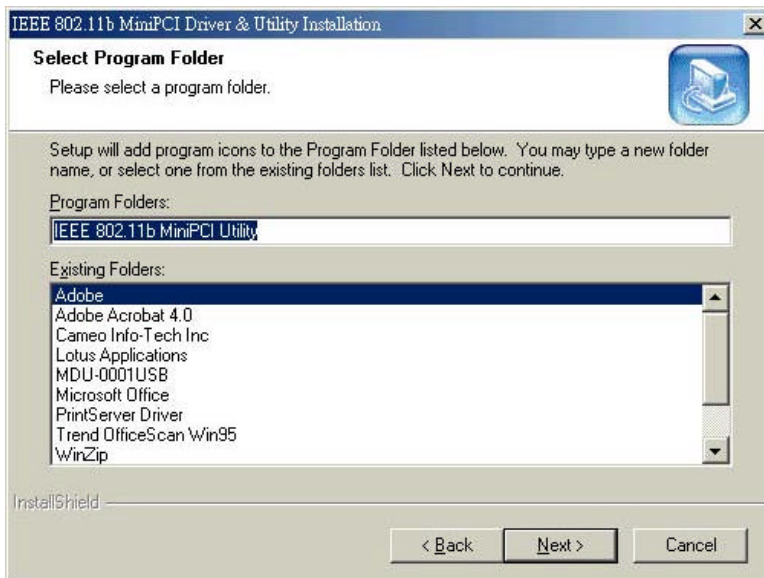 IEEE 802.11b MiniPCI Driver & Utility Installation
Select Program Folder
Please select a program folder.
Setup will add program icons to the Program Folder listed below. You may type a new folder
name, or select one from the existing folders list. Click Next to continue.
Program Folders:
IEEE 802.11b MiniPCI Utility
Existing Folders:
Adobe
Adobe Acrobat 4.0
Cameo Info-Tech Inc
Lotus Applications
MDU-0001USB
Microsoft Office
PrintServer Driver
Trend OfficeScan Win95
WinZip
InstallShield
< Back
Next >
Cancel